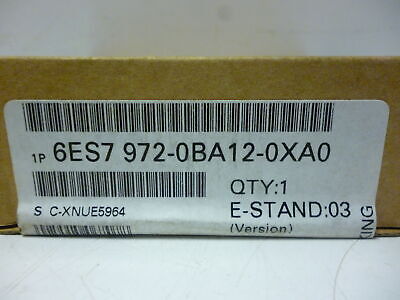 1P 6ES7 972-0BA12-0XA0
QTY:1
S C-XNUE5964
E-STAND:03
(Version)